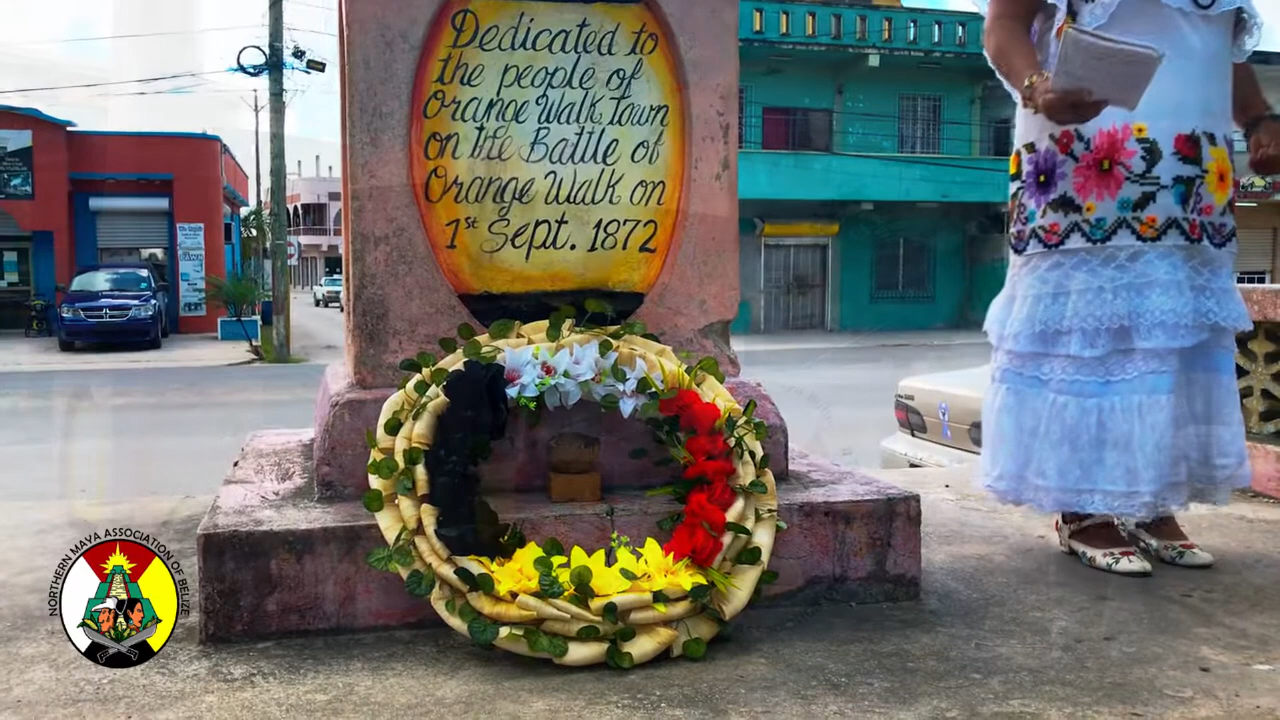 Dedicated to
the people of
Orange Walk Town
on the Battle of
Orange Walk on
1st Sept. 1872
NORTHERN MAYA ASSOCIATION OF BELIZE